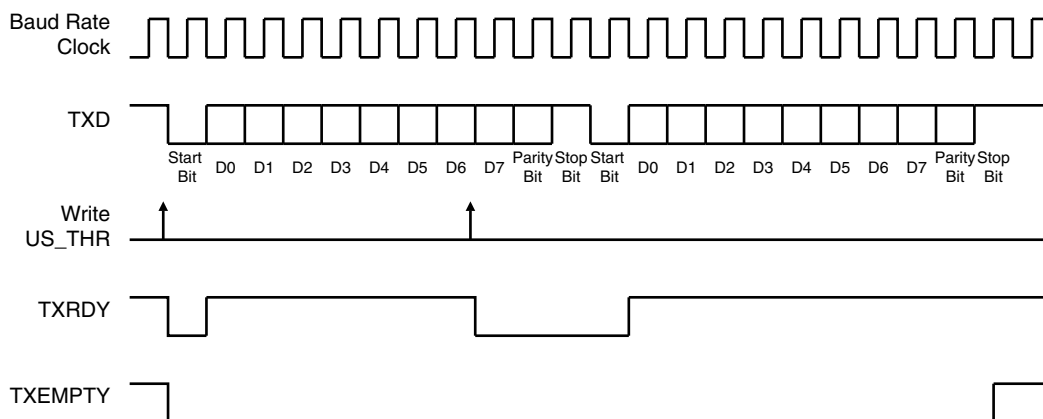 Baud Rate
Clock
TXD
Start
Bit
D0
D1
D2
D3
D4
D5
D6
D7
Parity
Bit
Stop
Bit
Start
Bit
D0
D1
D2
D3
D4
D5
D6
D7
Parity
Bit
Stop
Bit
Write
US_THR
TXRDY
TXEMPTY